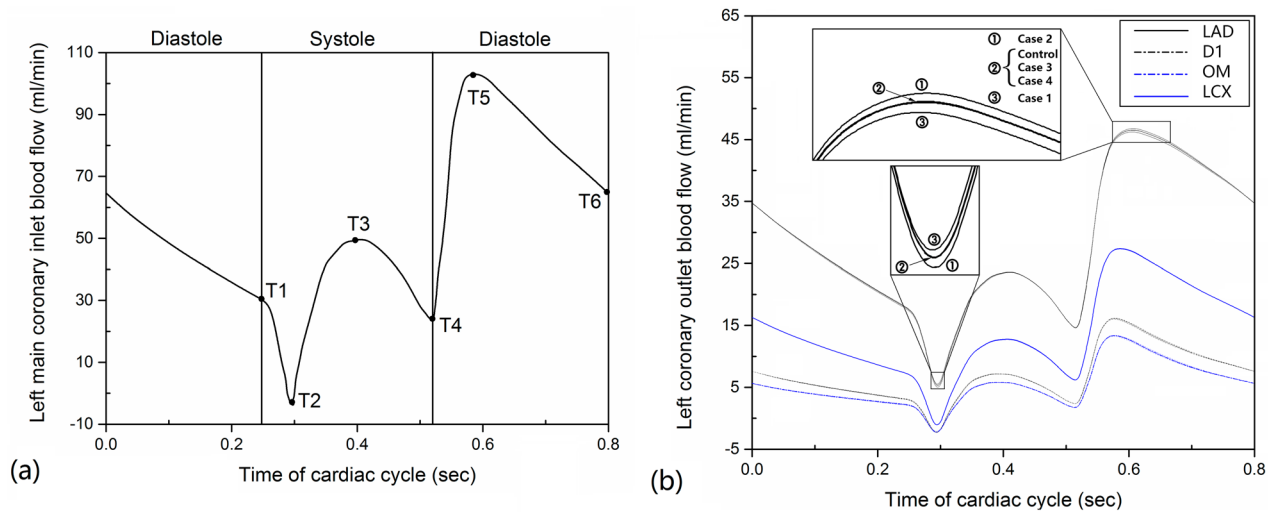 (a)
Diastole Systole Diastole
110
90
70
50
30
10
-10
Left main coronary inlet blood flow (ml/min)
T1
T2
T3
T4
T5
T6
0.0 0.2 0.4 0.6 0.8
Time of cardiac cycle (sec)
(b)
65
55
45
35
25
15
5
-5
Left coronary outlet blood flow (ml/min)
① Case 2
② Control
Case 3
Case 4
③ Case 1
②
①
③
③
②
①
LAD
D1
OM
LCX
0.0 0.2 0.4 0.6 0.8
Time of cardiac cycle (sec)